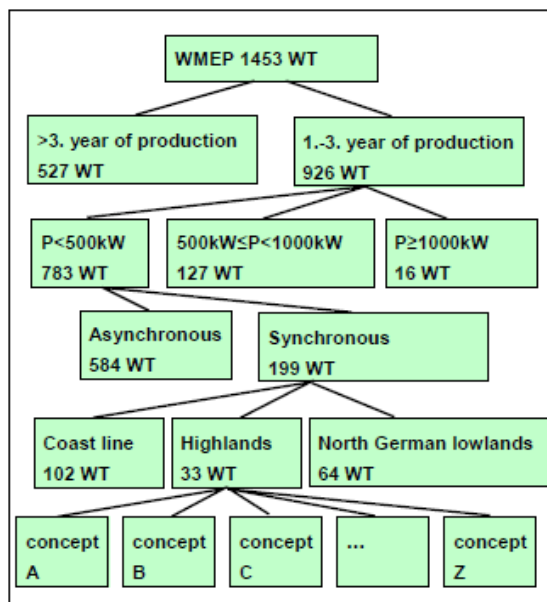 WMEP 1453 WT
>3. year of production
527 WT
1.-3. year of production
926 WT
P<500kW
783 WT
500kW≤P<1000kW
127 WT
P≥1000kW
16 WT
Asynchronous
584 WT
Synchronous
199 WT
Coast line
102 WT
Highlands
33 WT
North German lowlands
64 WT
concept
A
concept
B
concept
C
...
concept
Z